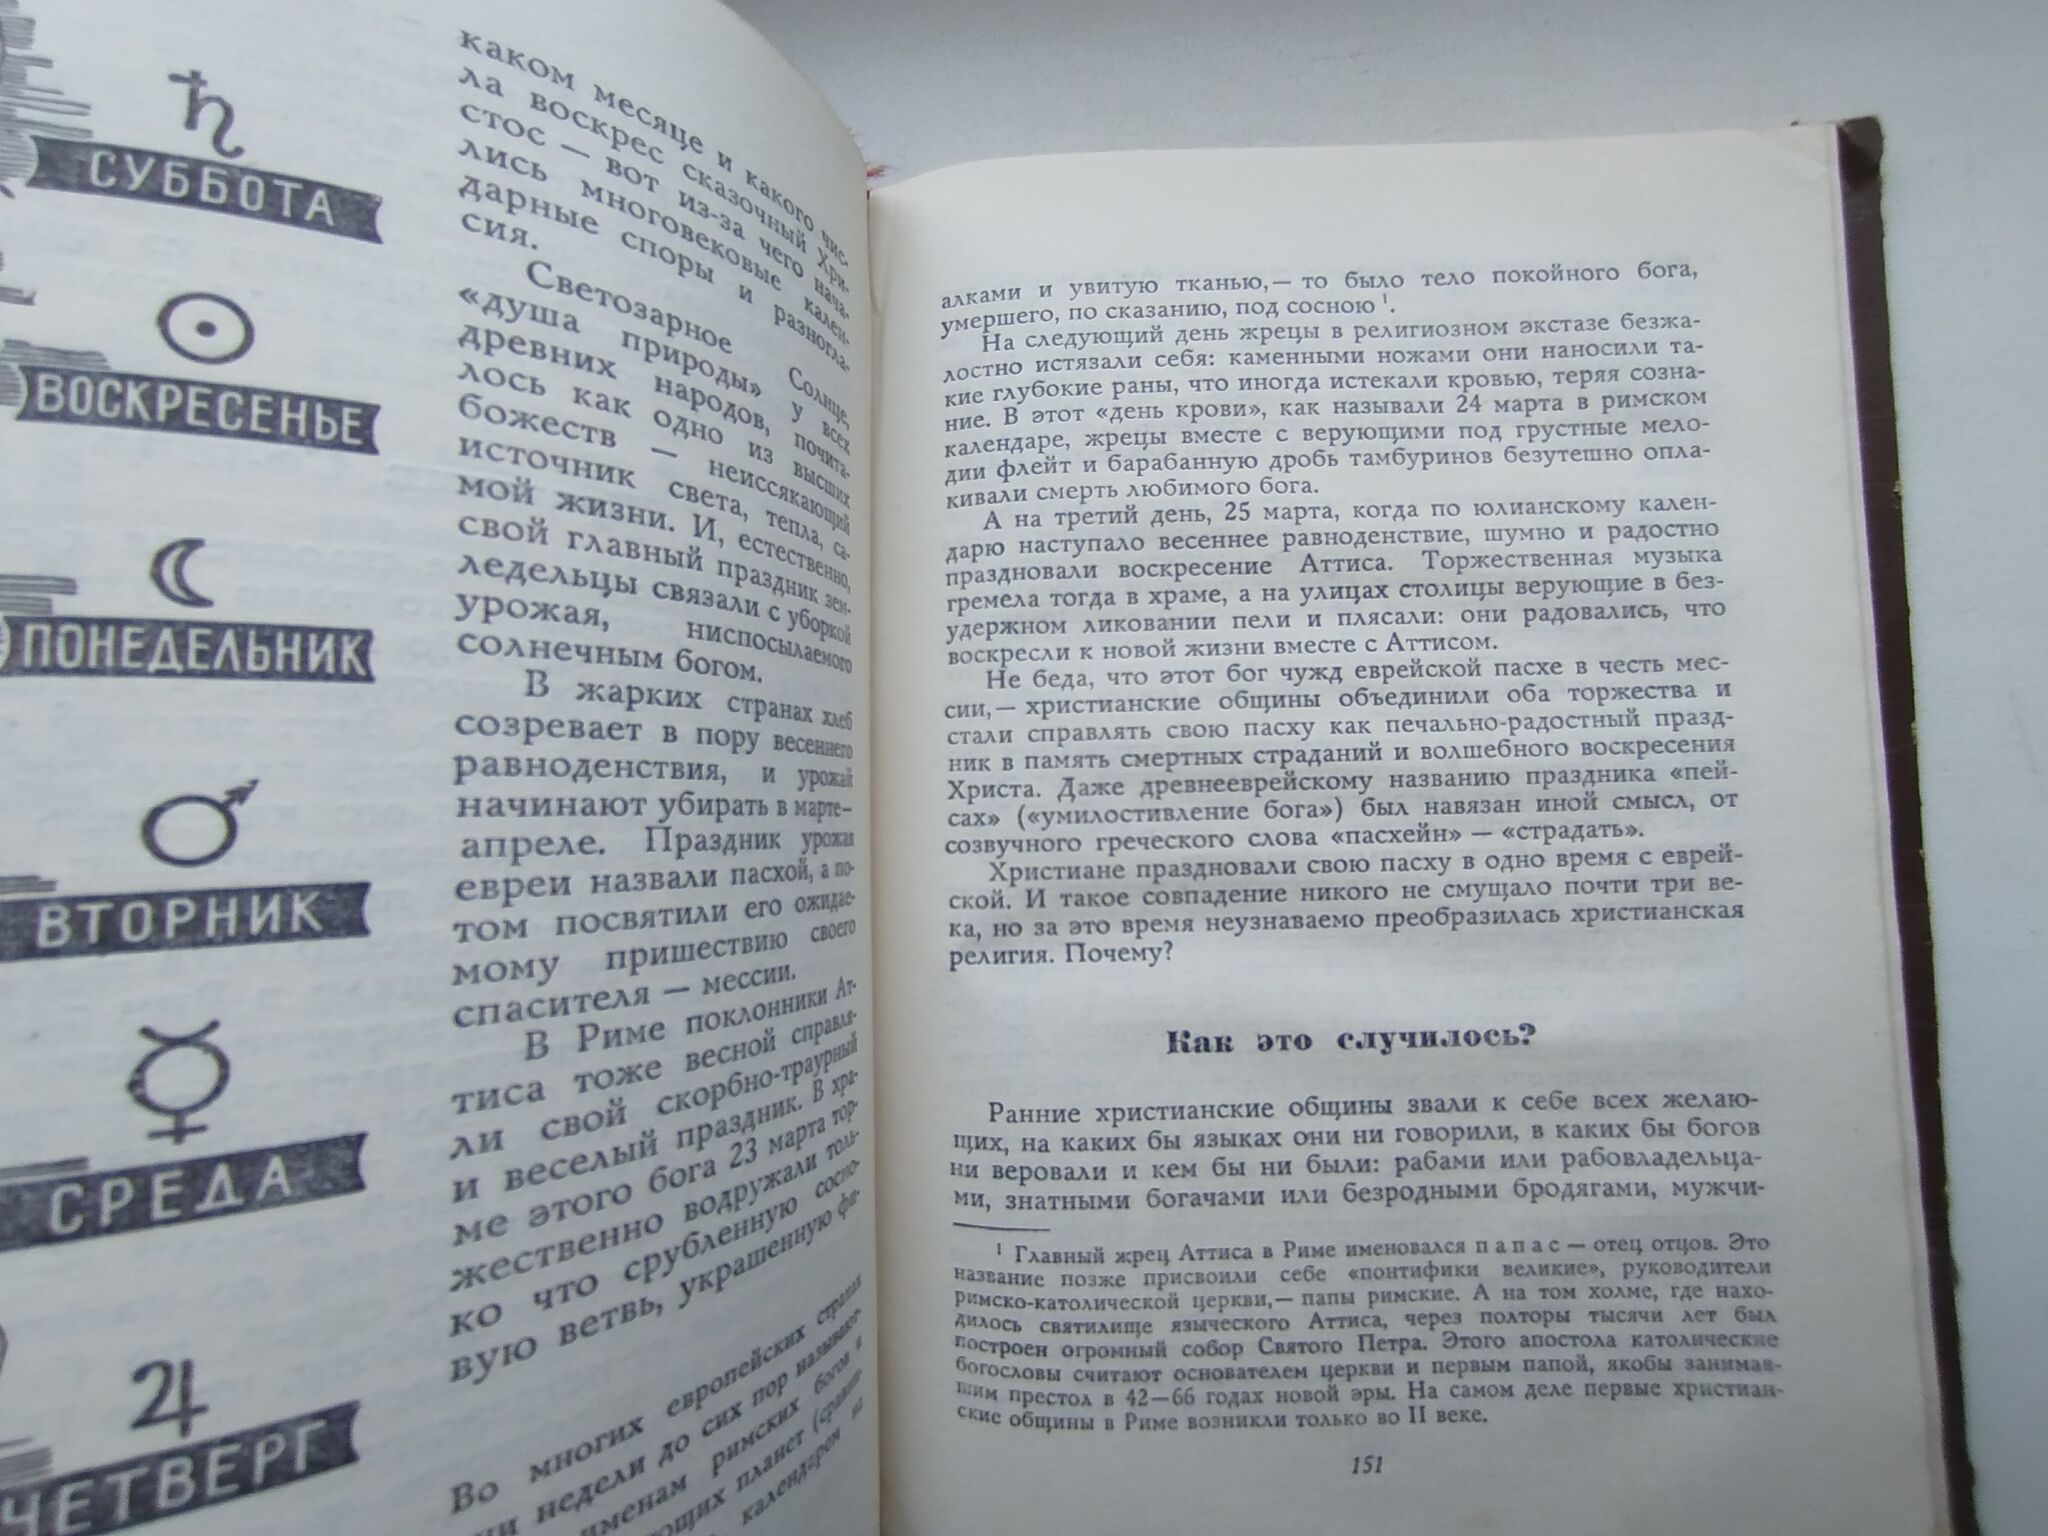 СУББОТА
ВОСКРЕСЕНЬЕ
ПОНЕДЕЛЬНИК
ВТОРНИК
СРЕДА
ЧЕТВЕРГ
каком месяце и какого чис-
ла воскрес сказочный Хри-
стос — вот из-за чего нача-
лись многовековые кален-
дарные споры и разногла-
сия.
Светозарное Солнце,
«душа природы» у всех
древних народов, почита-
лось как одно из высших
божеств — неиссякающий
источник света, тепла, са-
мой жизни. И, естественно,
свой главный праздник зем-
ледельцы связали с уборкой
урожая, ниспосылаемого
солнечным богом.
В жарких странах хлеб
созревает в пору весеннего
равноденствия, и урожай
начинают убирать в марте—
апреле. Праздник урожая
евреи назвали пасхой, а по-
том посвятили его ожидае-
мому пришествию своего
спасителя — мессии.
В Риме поклонники Ат-
тиса тоже весной справля-
ли свой скорбно-траурный
и веселый праздник. В хра-
ме этого бога 23 марта тор-
жественно водружали толь-
ко что срубленную сосно-
вую ветвь, украшенную фи-
Во многих европейских странах
дни недели до сих пор называют-
именам римских богов и
планет (сравни
календарем на
алками и увитую тканью,— то было тело покойного бога,
умершего, по сказанию, под сосною ¹.
На следующий день жрецы в религиозном экстазе безжа-
лостно истязали себя: каменными ножами они наносили та-
кие глубокие раны, что иногда истекали кровью, теряя созна-
ние. В этот «день крови», как называли 24 марта в римском
календаре, жрецы вместе с верующими под грустные мело-
дии флейт и барабанную дробь тамбуринов безутешно опла-
кивали смерть любимого бога.
А на третий день, 25 марта, когда по юлианскому кален-
дарю наступало весеннее равноденствие, шумно и радостно
праздновали воскресение Аттиса. Торжественная музыка
гремела тогда в храме, а на улицах столицы верующие в без-
удержном ликовании пели и плясали: они радовались, что
воскресли к новой жизни вместе с Аттисом.
Не беда, что этот бог чужд еврейской пасхе в честь мес-
сии,— христианские общины объединили оба торжества и
стали справлять свою пасху как печально-радостный празд-
ник в память смертных страданий и волшебного воскресения
Христа. Даже древнееврейскому названию праздника «пей-
сах» («умилостивление бога») был навязан иной смысл, от
созвучного греческого слова «пасхейн» — «страдать».
Христиане праздновали свою пасху в одно время с еврей-
ской. И такое совпадение никого не смущало почти три ве-
ка, но за это время неузнаваемо преобразилась христианская
религия. Почему?
Как это случилось?
Ранние христианские общины звали к себе всех желаю-
щих, на каких бы языках они ни говорили, в каких бы богов
ни веровали и кем бы ни были: рабами или рабовладельца-
ми, знатными богачами или безродными бродягами, мужчи-
¹ Главный жрец Аттиса в Риме именовался папас — отец отцов. Это
название позже присвоили себе «понтифики великие», руководители
римско-католической церкви,— папы римские. А на том холме, где нахо-
дилось святилище языческого Аттиса, через полторы тысячи лет был
построен огромный собор Святого Петра. Этого апостола католические
богословы считают основателем церкви и первым папой, якобы занимав-
шим престол в 42—66 годах новой эры. На самом деле первые христиан-
ские общины в Риме возникли только во II веке.
151